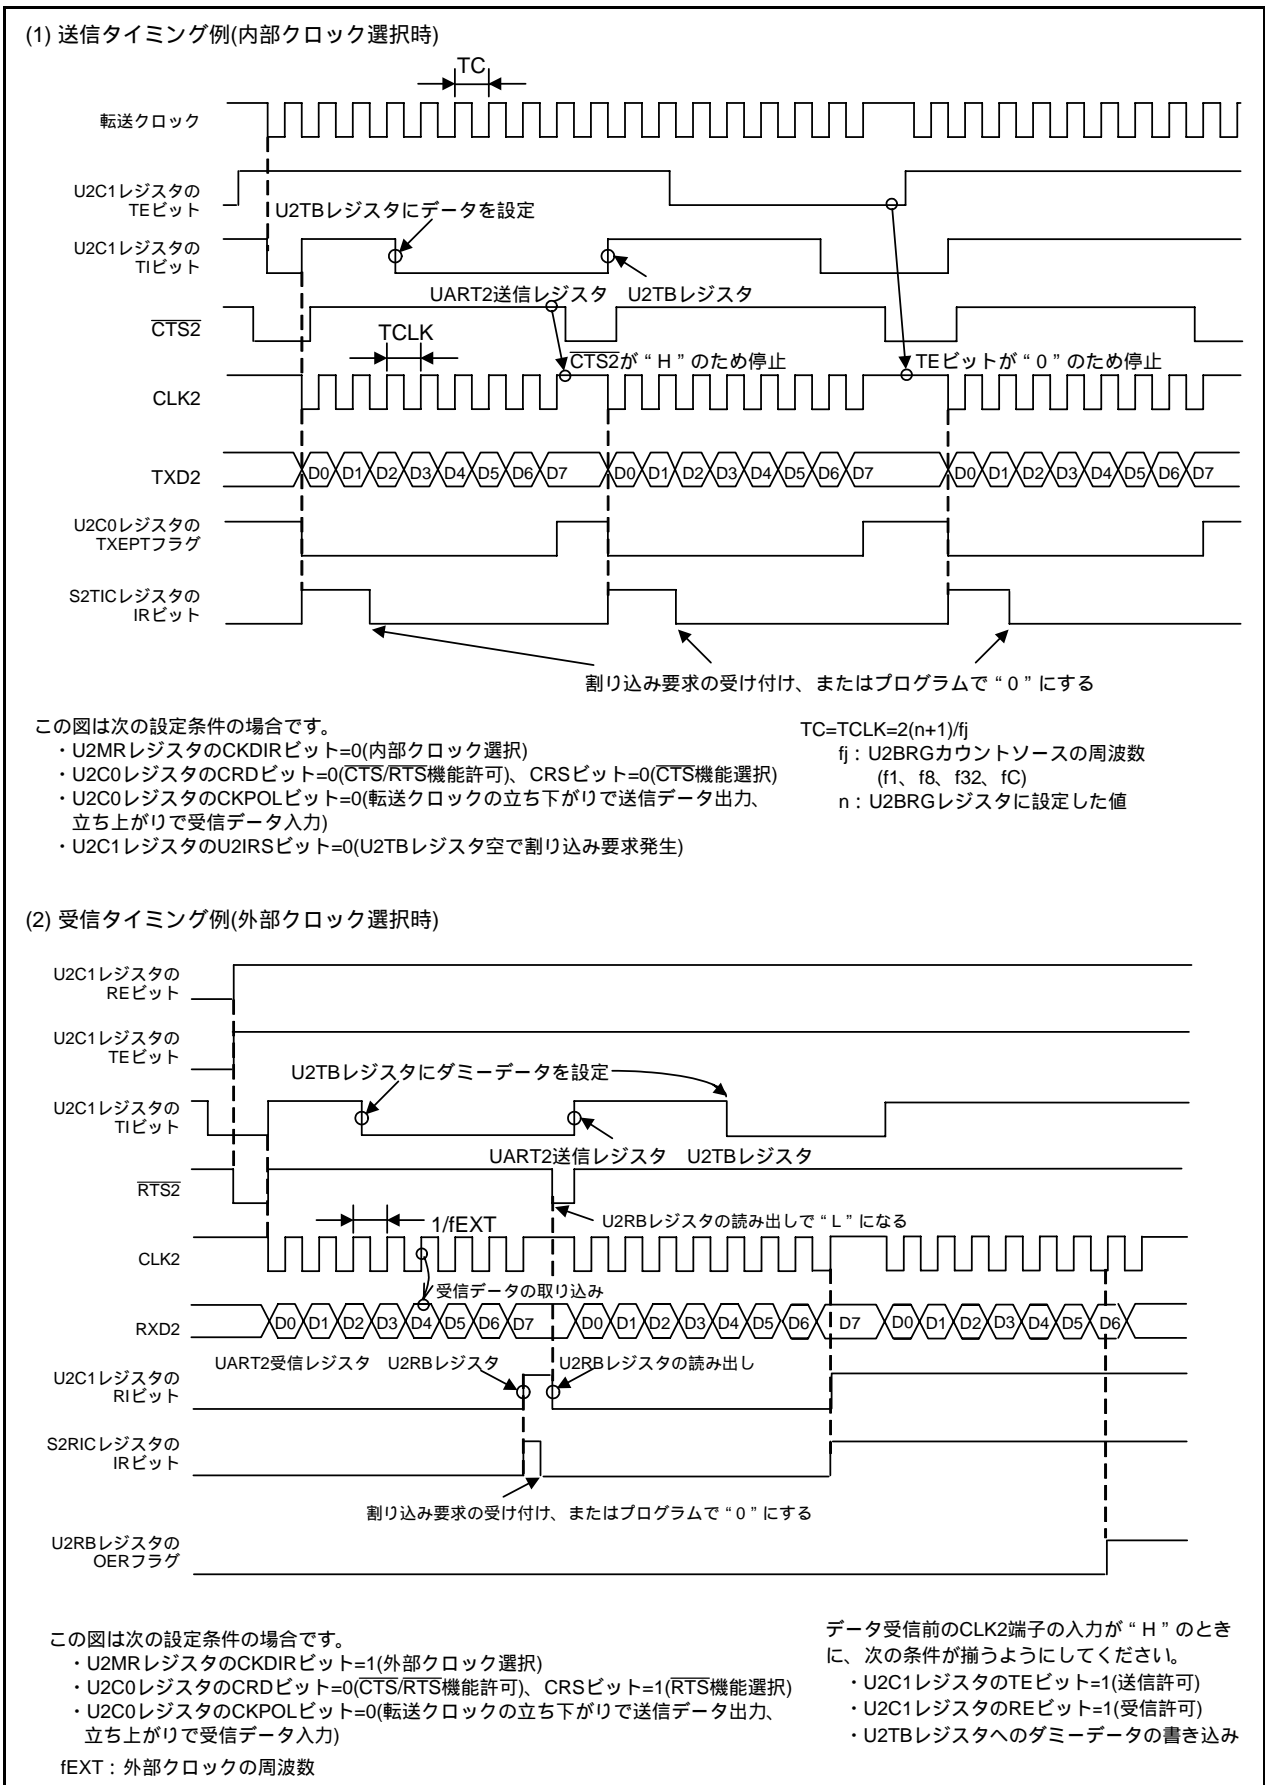 (1) 送信タイミング例(内部クロック選択時)
TC
転送クロック
U2C1レジスタの
TEビット
U2TBレジスタにデータを設定
U2C1レジスタの
TIビット
UART2送信レジスタ U2TBレジスタ
CTS2
TCLK
CTS2が“H”のため停止
TEビットが“0”のため停止
CLK2
TXD2
D0 D1 D2 D3 D4 D5 D6 D7 D0 D1 D2 D3 D4 D5 D6 D7 D0 D1 D2 D3 D4 D5 D6 D7
U2C0レジスタの
TXEPTフラグ
S2TICレジスタの
IRビット
割り込み要求の受け付け、またはプログラムで“0”にする
この図は次の設定条件の場合です。
・U2MRレジスタのCKDIRビット=0(内部クロック選択)
・U2C0レジスタのCRDビット=0(CTS/RTS機能許可)、CRSビット=0(CTS機能選択)
・U2C0レジスタのCKPOLビット=0(転送クロックの立ち下がりで送信データ出力、
立ち上がりで受信データ入力)
・U2C1レジスタのU2IRSビット=0(U2TBレジスタ空で割り込み要求発生)
TC=TCLK=2(n+1)/fj
fj：U2BRGカウントソースの周波数
(f1、f8、f32、fC)
n：U2BRGレジスタに設定した値
(2) 受信タイミング例(外部クロック選択時)
U2C1レジスタの
REビット
U2C1レジスタの
TEビット
U2TBレジスタにダミーデータを設定
U2C1レジスタの
TIビット
UART2送信レジスタ U2TBレジスタ
RTS2
U2RBレジスタの読み出しで“L”になる
1/fEXT
CLK2
受信データの取り込み
RXD2
D0 D1 D2 D3 D4 D5 D6 D7 D0 D1 D2 D3 D4 D5 D6 D7 D0 D1 D2 D3 D4 D5 D6
UART2受信レジスタ U2RBレジスタ
U2RBレジスタの読み出し
U2C1レジスタの
RIビット
S2RICレジスタの
IRビット
割り込み要求の受け付け、またはプログラムで“0”にする
U2RBレジスタの
OERフラグ
この図は次の設定条件の場合です。
・U2MRレジスタのCKDIRビット=1(外部クロック選択)
・U2C0レジスタのCRDビット=0(CTS/RTS機能許可)、CRSビット=1(RTS機能選択)
・U2C0レジスタのCKPOLビット=0(転送クロックの立ち下がりで送信データ出力、
立ち上がりで受信データ入力)
fEXT：外部クロックの周波数
データ受信前のCLK2端子の入力が“H”のとき
に、次の条件が揃うようにしてください。
・U2C1レジスタのTEビット=1(送信許可)
・U2C1レジスタのREビット=1(受信許可)
・U2TBレジスタへのダミーデータの書き込み